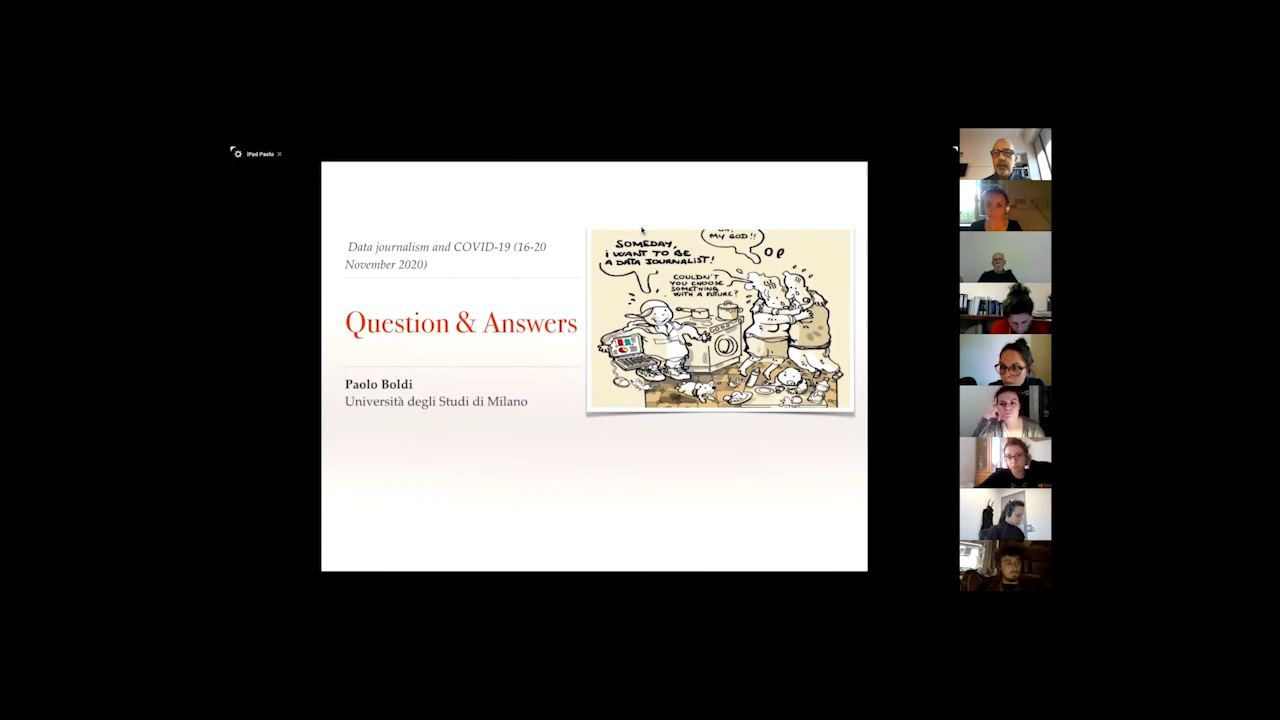 iPad Paolo
Data journalism and COVID-19 (16-20
November 2020)
Question & Answers
Paolo Boldi
Università degli Studi di Milano
MY GOD!!
SOMEDAY,
I WANT TO BE
A DATA JOURNALIST!
COULDN'T
YOU CHOOSE
SOMETHING
WITH A FUTURE?